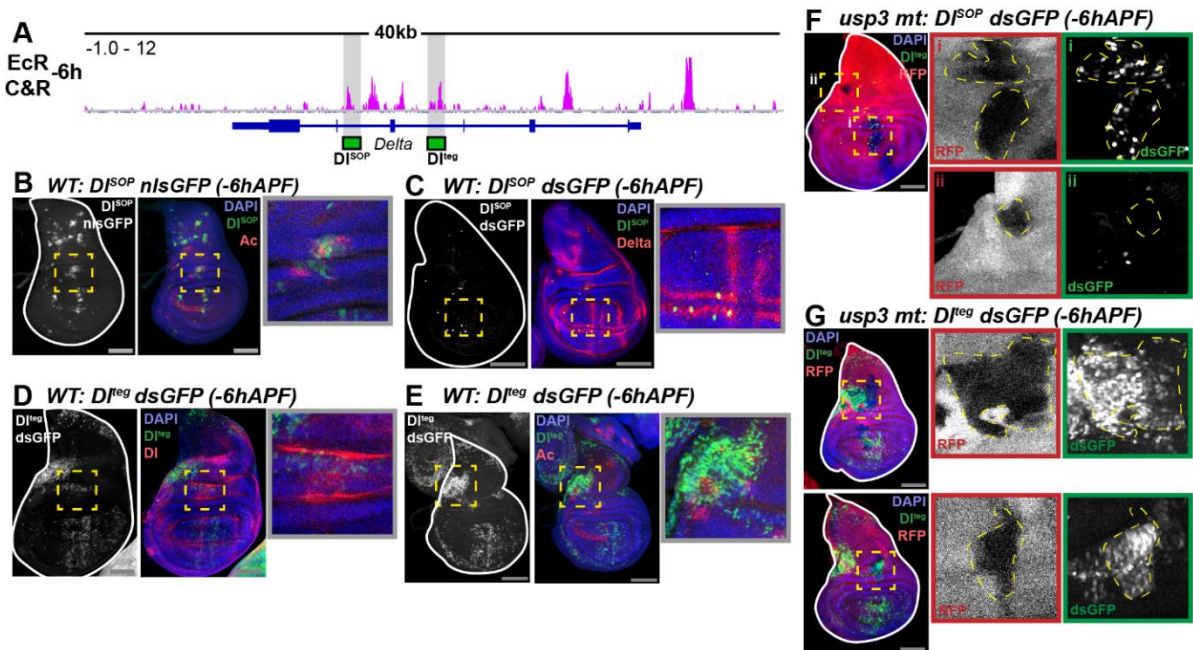 A
40kb
-1.0 - 12
EcR
C&R
-6h
Delta
Dl^SOP
Dl^teg
B WT: Dl^SOP nlsGFP (-6hAPF)
Dl^SOP
nlsGFP
DAPI
Dl^SOP
Ac
C WT: Dl^SOP dsGFP (-6hAPF)
Dl^SOP
dsGFP
DAPI
Dl^SOP
Delta
D WT: Dl^teg dsGFP (-6hAPF)
Dl^teg
dsGFP
DAPI
Dl^teg
Dl
E WT: Dl^teg dsGFP (-6hAPF)
Dl^teg
dsGFP
DAPI
Dl^teg
Ac
F usp3 mt: Dl^SOP dsGFP (-6hAPF)
DAPI
Dl^teg
RFP
ii
i
i
RFP
i
dsGFP
ii
RFP
ii
dsGFP
G usp3 mt: Dl^teg dsGFP (-6hAPF)
DAPI
Dl^teg
RFP
RFP
dsGFP
DAPI
Dl^teg
RFP
RFP
dsGFP